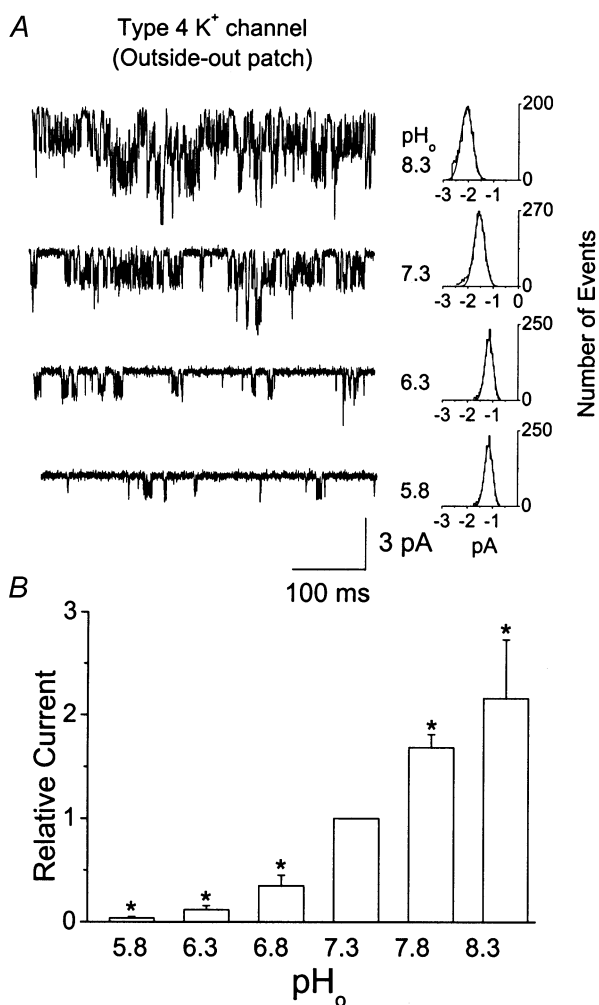 A
Type 4 K⁺ channel
(Outside-out patch)
pHₒ
8.3
200
0
-3 -2 -1
7.3
270
0
-3 -2 -1 0
6.3
250
0
-3 -2 -1
5.8
250
0
-3 -2 -1
pA
Number of Events
3 pA
100 ms
B
Relative Current
3
2
1
0
* * * * *
5.8 6.3 6.8 7.3 7.8 8.3
pHₒ